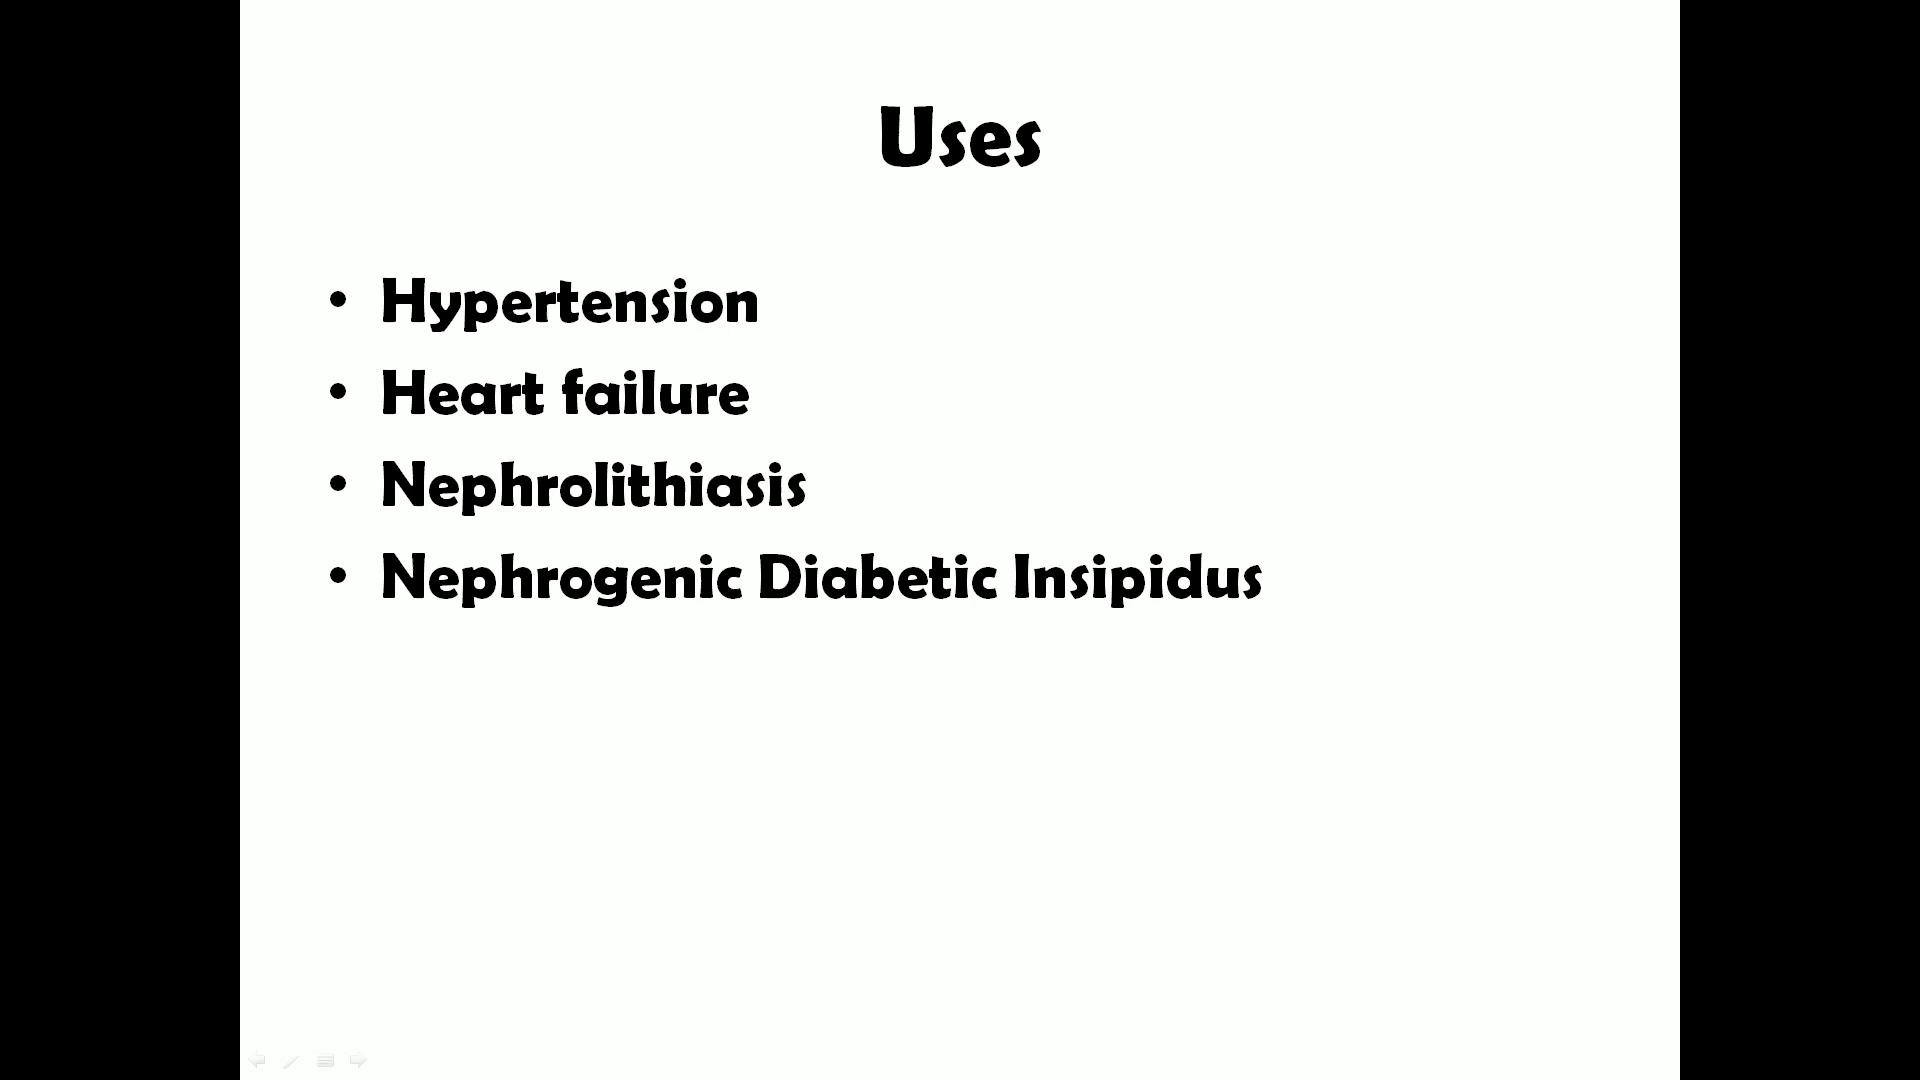 Uses
• Hypertension
• Heart failure
• Nephrolithiasis
• Nephrogenic Diabetic Insipidus